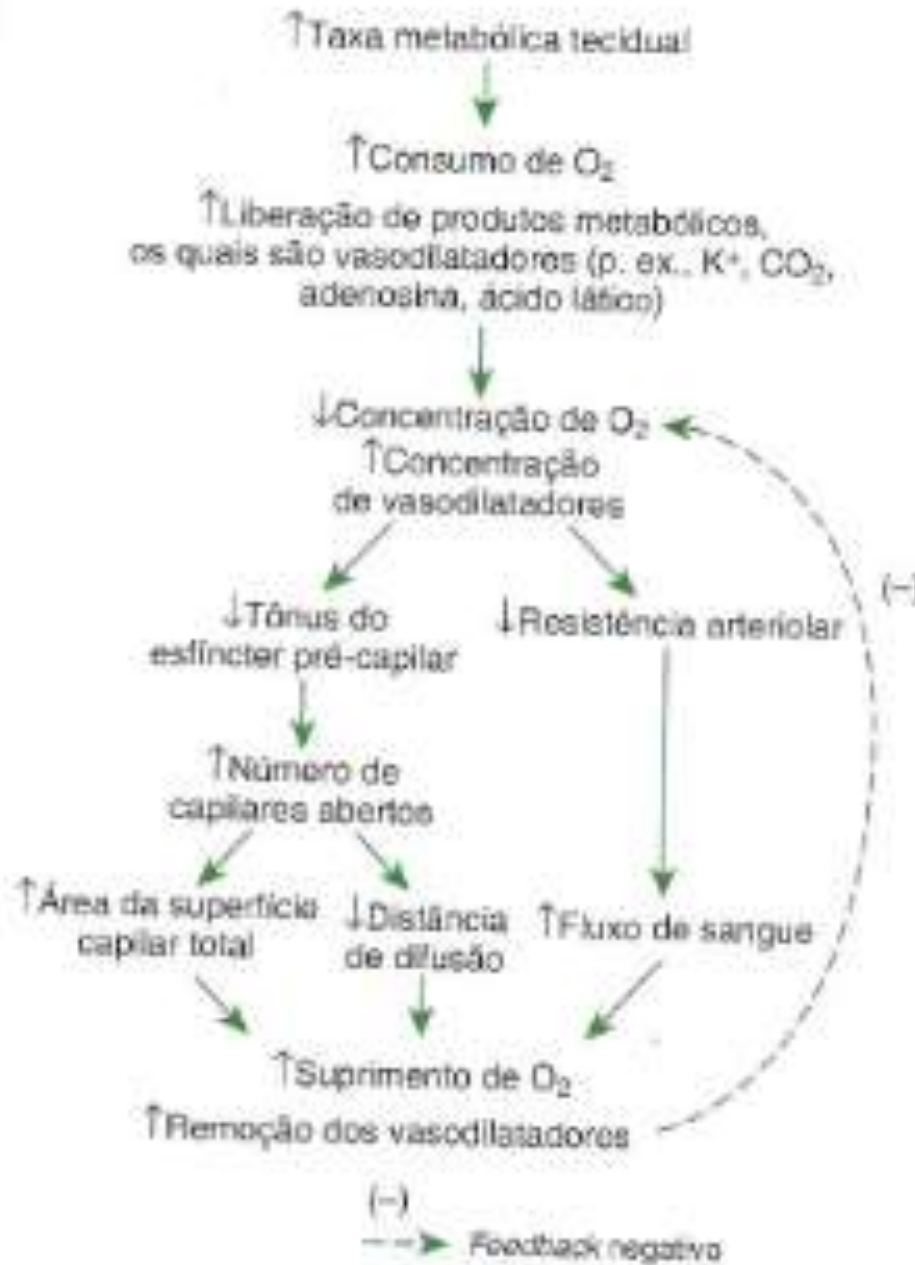 ↑Taxa metabólica tecidual
↑Consumo de O₂
↑Liberação de produtos metabólicos,
os quais são vasodilatadores (p. ex., K⁺, CO₂,
adenosina, ácido lático)
↓Concentração de O₂
↑Concentração
de vasodilatadores
(–)
↓Tônus do
esfíncter pré-capilar
↓Resistência arteriolar
↑Número de
capilares abertos
↑Área da superfície
capilar total
↓Distância
de difusão
↑Fluxo de sangue
↑Suprimento de O₂
↑Remoção dos vasodilatadores
(–)
Feedback negativo